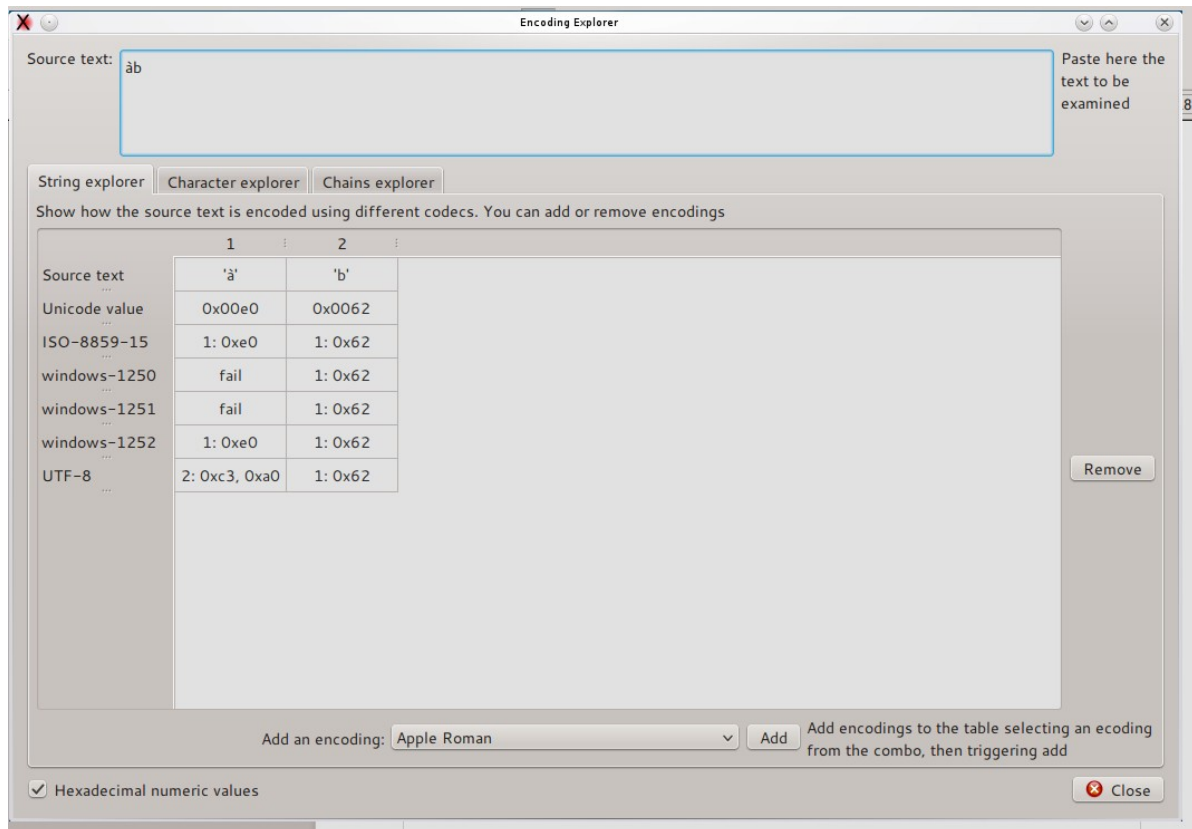 Encoding Explorer
Source text:
àb
Paste here the
text to be
examined
8
String explorer
Character explorer
Chains explorer
Show how the source text is encoded using different codecs. You can add or remove encodings
1 2
Source text 'à' 'b'
Unicode value 0x00e0 0x0062
ISO-8859-15 1: 0xe0 1: 0x62
windows-1250 fail 1: 0x62
windows-1251 fail 1: 0x62
windows-1252 1: 0xe0 1: 0x62
UTF-8 2: 0xc3, 0xa0 1: 0x62
Remove
Add an encoding: Apple Roman Add
Add encodings to the table selecting an ecoding
from the combo, then triggering add
Hexadecimal numeric values
Close